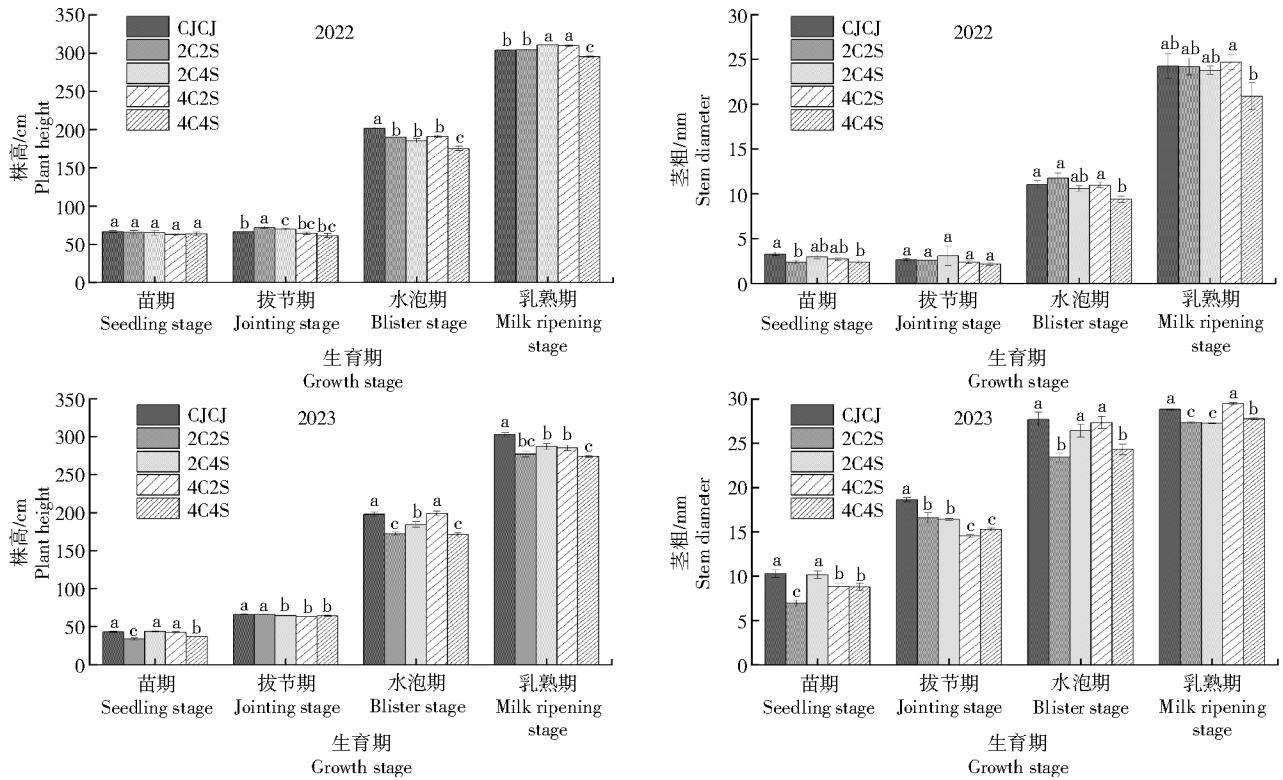 株高/cm
Plant height
350
300
250
200
150
100
50
0
CJCJ
2C2S
2C4S
4C2S
4C4S
2022
a a a a a
b a c bc bc
a b b b c
b b a a c
苗期 拔节期 水泡期 乳熟期
Seedling stage Jointing stage Blister stage Milk ripening
stage
生育期
Growth stage
茎粗/mm
Stem diameter
30
25
20
15
10
5
0
CJCJ
2C2S
2C4S
4C2S
4C4S
2022
a b ab ab b
a a a a a
a a ab a b
ab ab ab a b
苗期 拔节期 水泡期 乳熟期
Seedling stage Jointing stage Blister stage Milk ripening
stage
生育期
Growth stage
株高/cm
Plant height
350
300
250
200
150
100
50
0
CJCJ
2C2S
2C4S
4C2S
4C4S
2023
a c a a b
a a b b b
a c b a c
a bc b b c
苗期 拔节期 水泡期 乳熟期
Seedling stage Jointing stage Blister stage Milk ripening
stage
生育期
Growth stage
茎粗/mm
Stem diameter
30
25
20
15
10
5
0
CJCJ
2C2S
2C4S
4C2S
4C4S
2023
a c a b b
a b b c c
a b a a b
a c c a b
苗期 拔节期 水泡期 乳熟期
Seedling stage Jointing stage Blister stage Milk ripening
stage
生育期
Growth stage